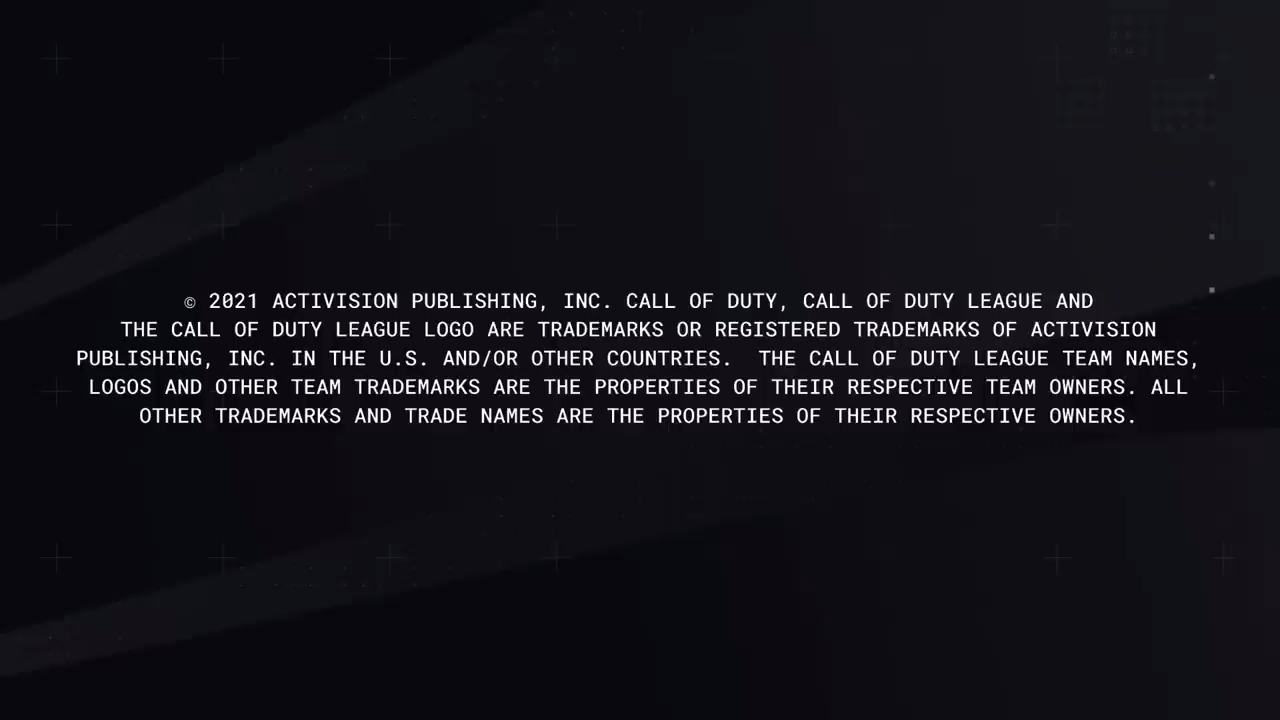 © 2021 ACTIVISION PUBLISHING, INC. CALL OF DUTY, CALL OF DUTY LEAGUE AND
THE CALL OF DUTY LEAGUE LOGO ARE TRADEMARKS OR REGISTERED TRADEMARKS OF ACTIVISION
PUBLISHING, INC. IN THE U.S. AND/OR OTHER COUNTRIES.  THE CALL OF DUTY LEAGUE TEAM NAMES,
LOGOS AND OTHER TEAM TRADEMARKS ARE THE PROPERTIES OF THEIR RESPECTIVE TEAM OWNERS. ALL
OTHER TRADEMARKS AND TRADE NAMES ARE THE PROPERTIES OF THEIR RESPECTIVE OWNERS.